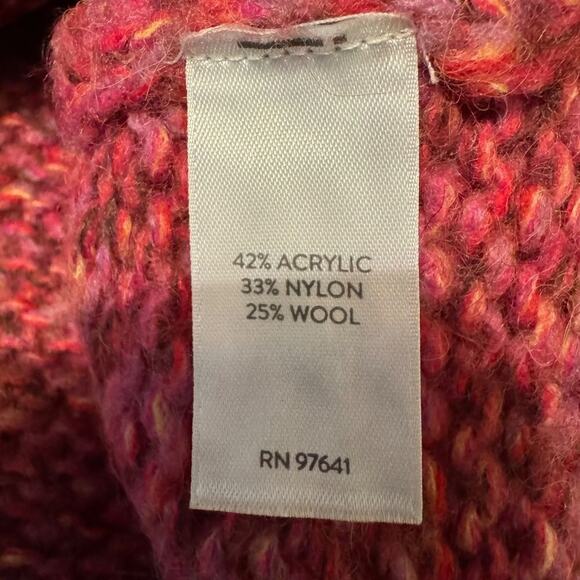 42% ACRYLIC
33% NYLON
25% WOOL
RN 97641